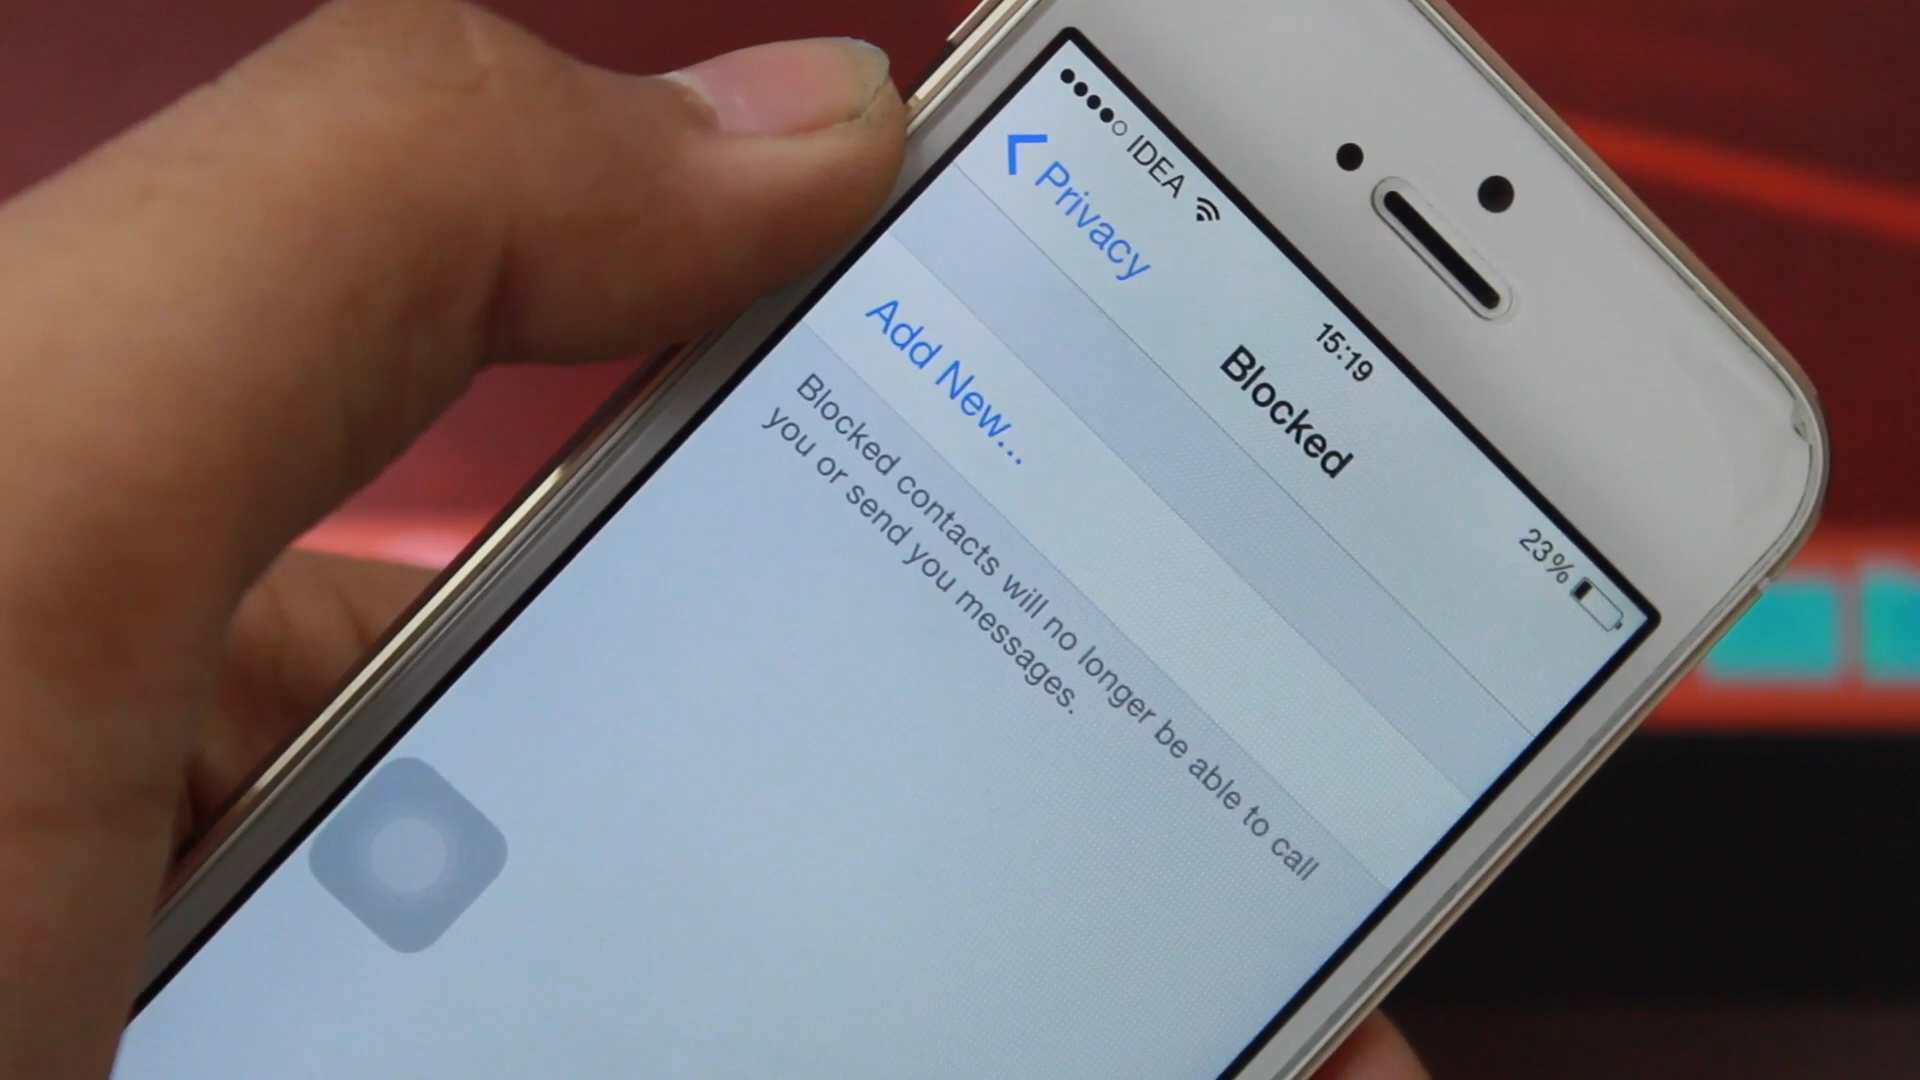 IDEA 15:19 23%
Privacy Blocked
Add New...
Blocked contacts will no longer be able to call
you or send you messages.